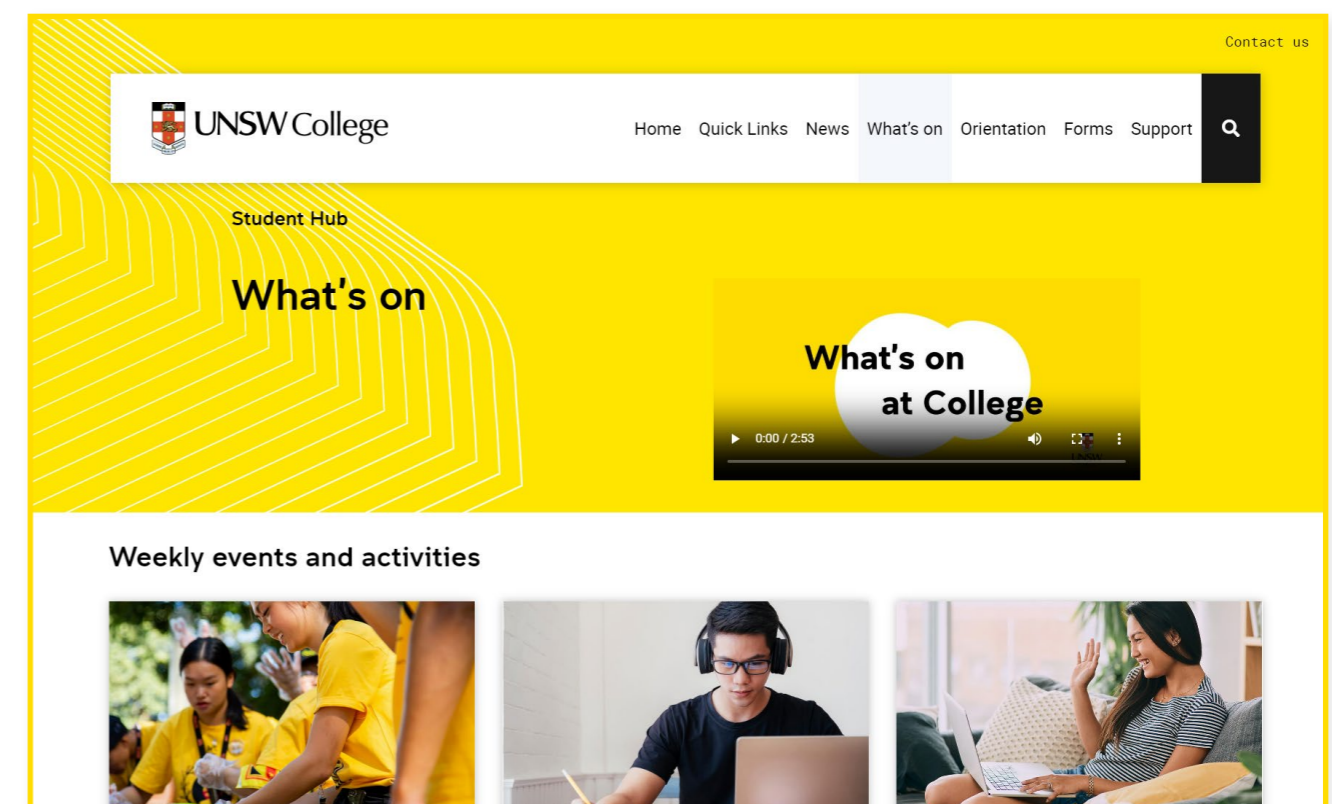 Contact us
UNSW College
Home Quick Links News What's on Orientation Forms Support
Student Hub
What's on
What's on
at College
0:00 / 2:53
UNSW
Weekly events and activities